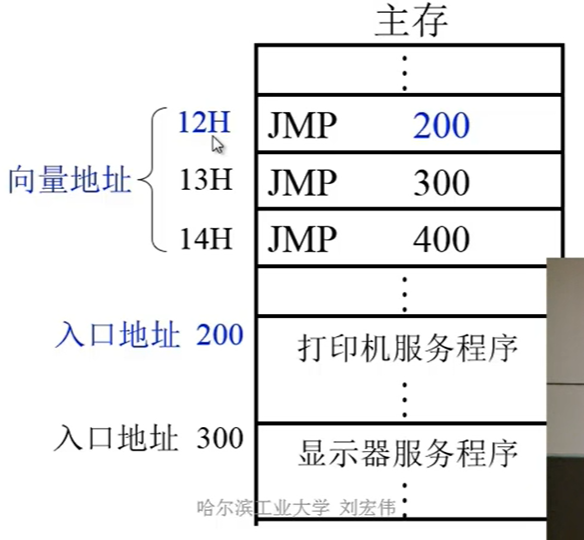 主存
⋮
12H JMP 200
向量地址 13H JMP 300
14H JMP 400
⋮
入口地址 200 打印机服务程序
⋮
入口地址 300 显示器服务程序
⋮
哈尔滨工业大学 刘宏伟